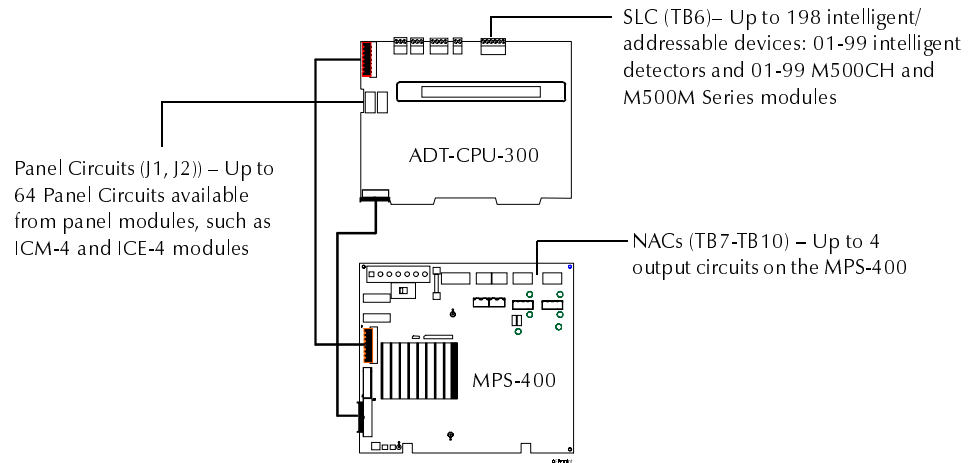 SLC (TB6)– Up to 198 intelligent/
addressable devices: 01-99 intelligent
detectors and 01-99 M500CH and
M500M Series modules
ADT-CPU-300
Panel Circuits (J1, J2)) – Up to
64 Panel Circuits available
from panel modules, such as
ICM-4 and ICE-4 modules
NACs (TB7-TB10) – Up to 4
output circuits on the MPS-400
MPS-400